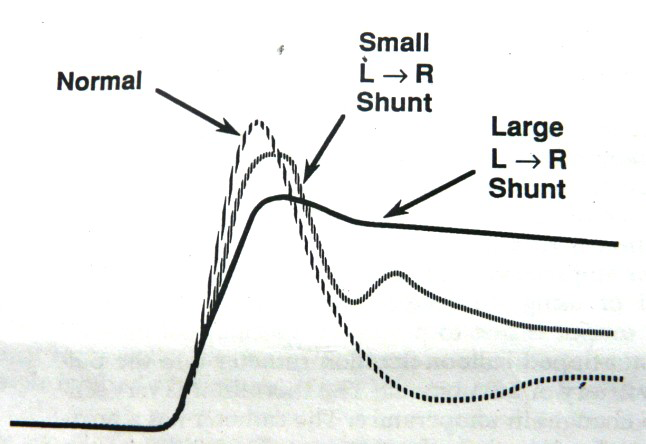 Normal
Small
L → R
Shunt
Large
L → R
Shunt